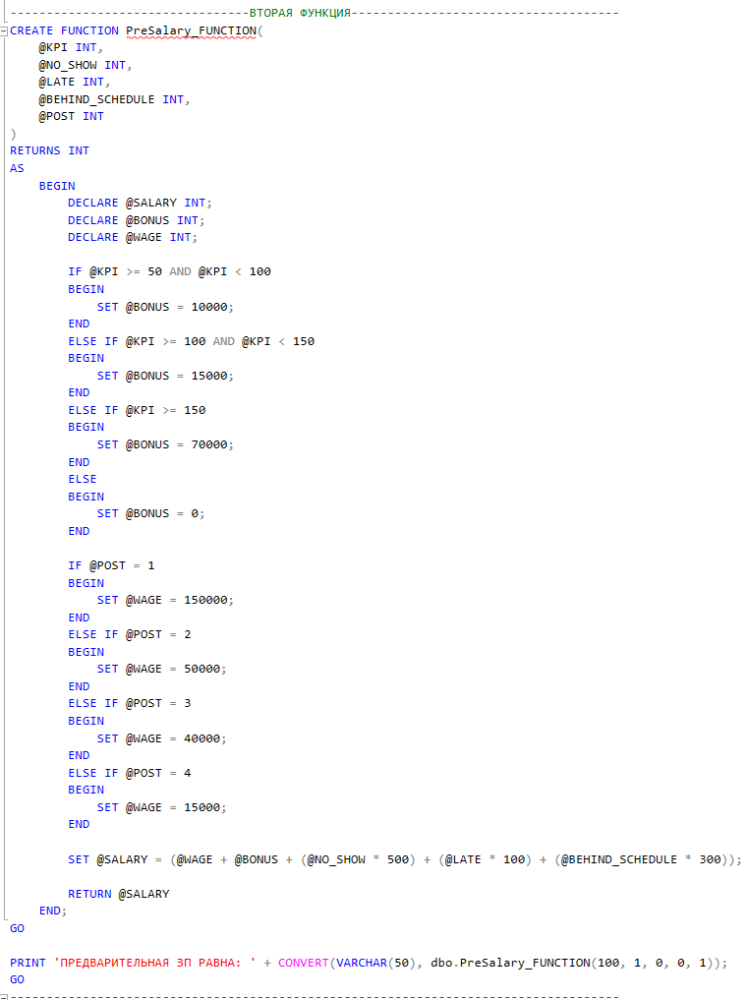 ---------------------------------ВТОРАЯ ФУНКЦИЯ-------------------------------------
CREATE FUNCTION PreSalary_FUNCTION(
    @KPI INT,
    @NO_SHOW INT,
    @LATE INT,
    @BEHIND_SCHEDULE INT,
    @POST INT
)
RETURNS INT
AS
    BEGIN
        DECLARE @SALARY INT;
        DECLARE @BONUS INT;
        DECLARE @WAGE INT;

        IF @KPI >= 50 AND @KPI < 100
        BEGIN
            SET @BONUS = 10000;
        END
        ELSE IF @KPI >= 100 AND @KPI < 150
        BEGIN
            SET @BONUS = 15000;
        END
        ELSE IF @KPI >= 150
        BEGIN
            SET @BONUS = 70000;
        END
        ELSE
        BEGIN
            SET @BONUS = 0;
        END

        IF @POST = 1
        BEGIN
            SET @WAGE = 150000;
        END
        ELSE IF @POST = 2
        BEGIN
            SET @WAGE = 50000;
        END
        ELSE IF @POST = 3
        BEGIN
            SET @WAGE = 40000;
        END
        ELSE IF @POST = 4
        BEGIN
            SET @WAGE = 15000;
        END

        SET @SALARY = (@WAGE + @BONUS + (@NO_SHOW * 500) + (@LATE * 100) + (@BEHIND_SCHEDULE * 300));

        RETURN @SALARY
    END;
GO

PRINT 'ПРЕДВАРИТЕЛЬНАЯ ЗП РАВНА: ' + CONVERT(VARCHAR(50), dbo.PreSalary_FUNCTION(100, 1, 0, 0, 1));
GO
------------------------------------------------------------------------------------